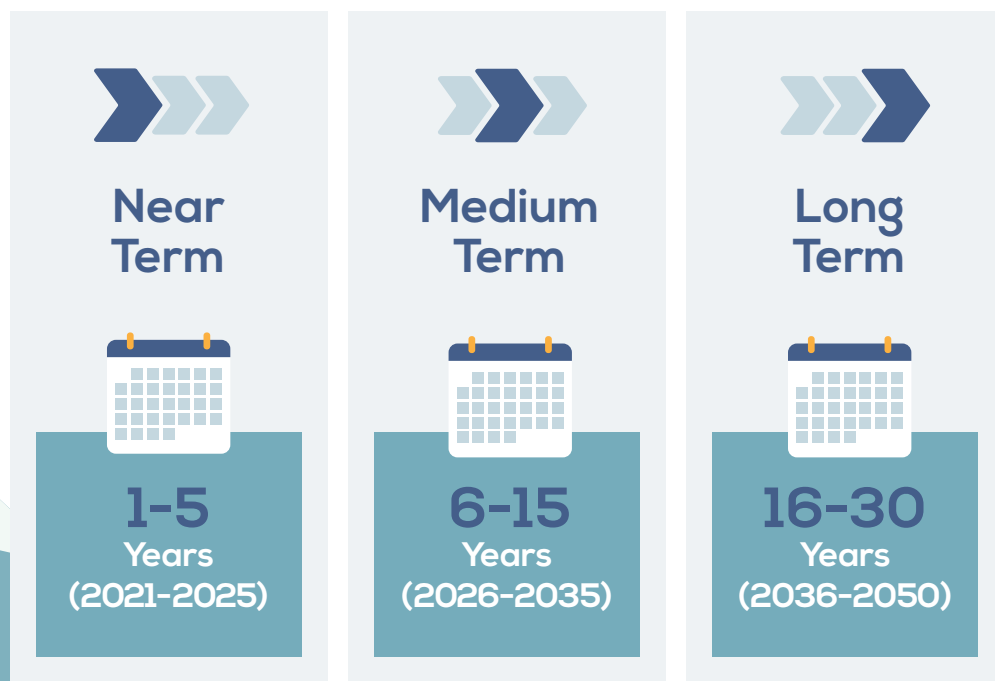 Near
Term
1-5
Years
(2021-2025)
Medium
Term
6-15
Years
(2026-2035)
Long
Term
16-30
Years
(2036-2050)